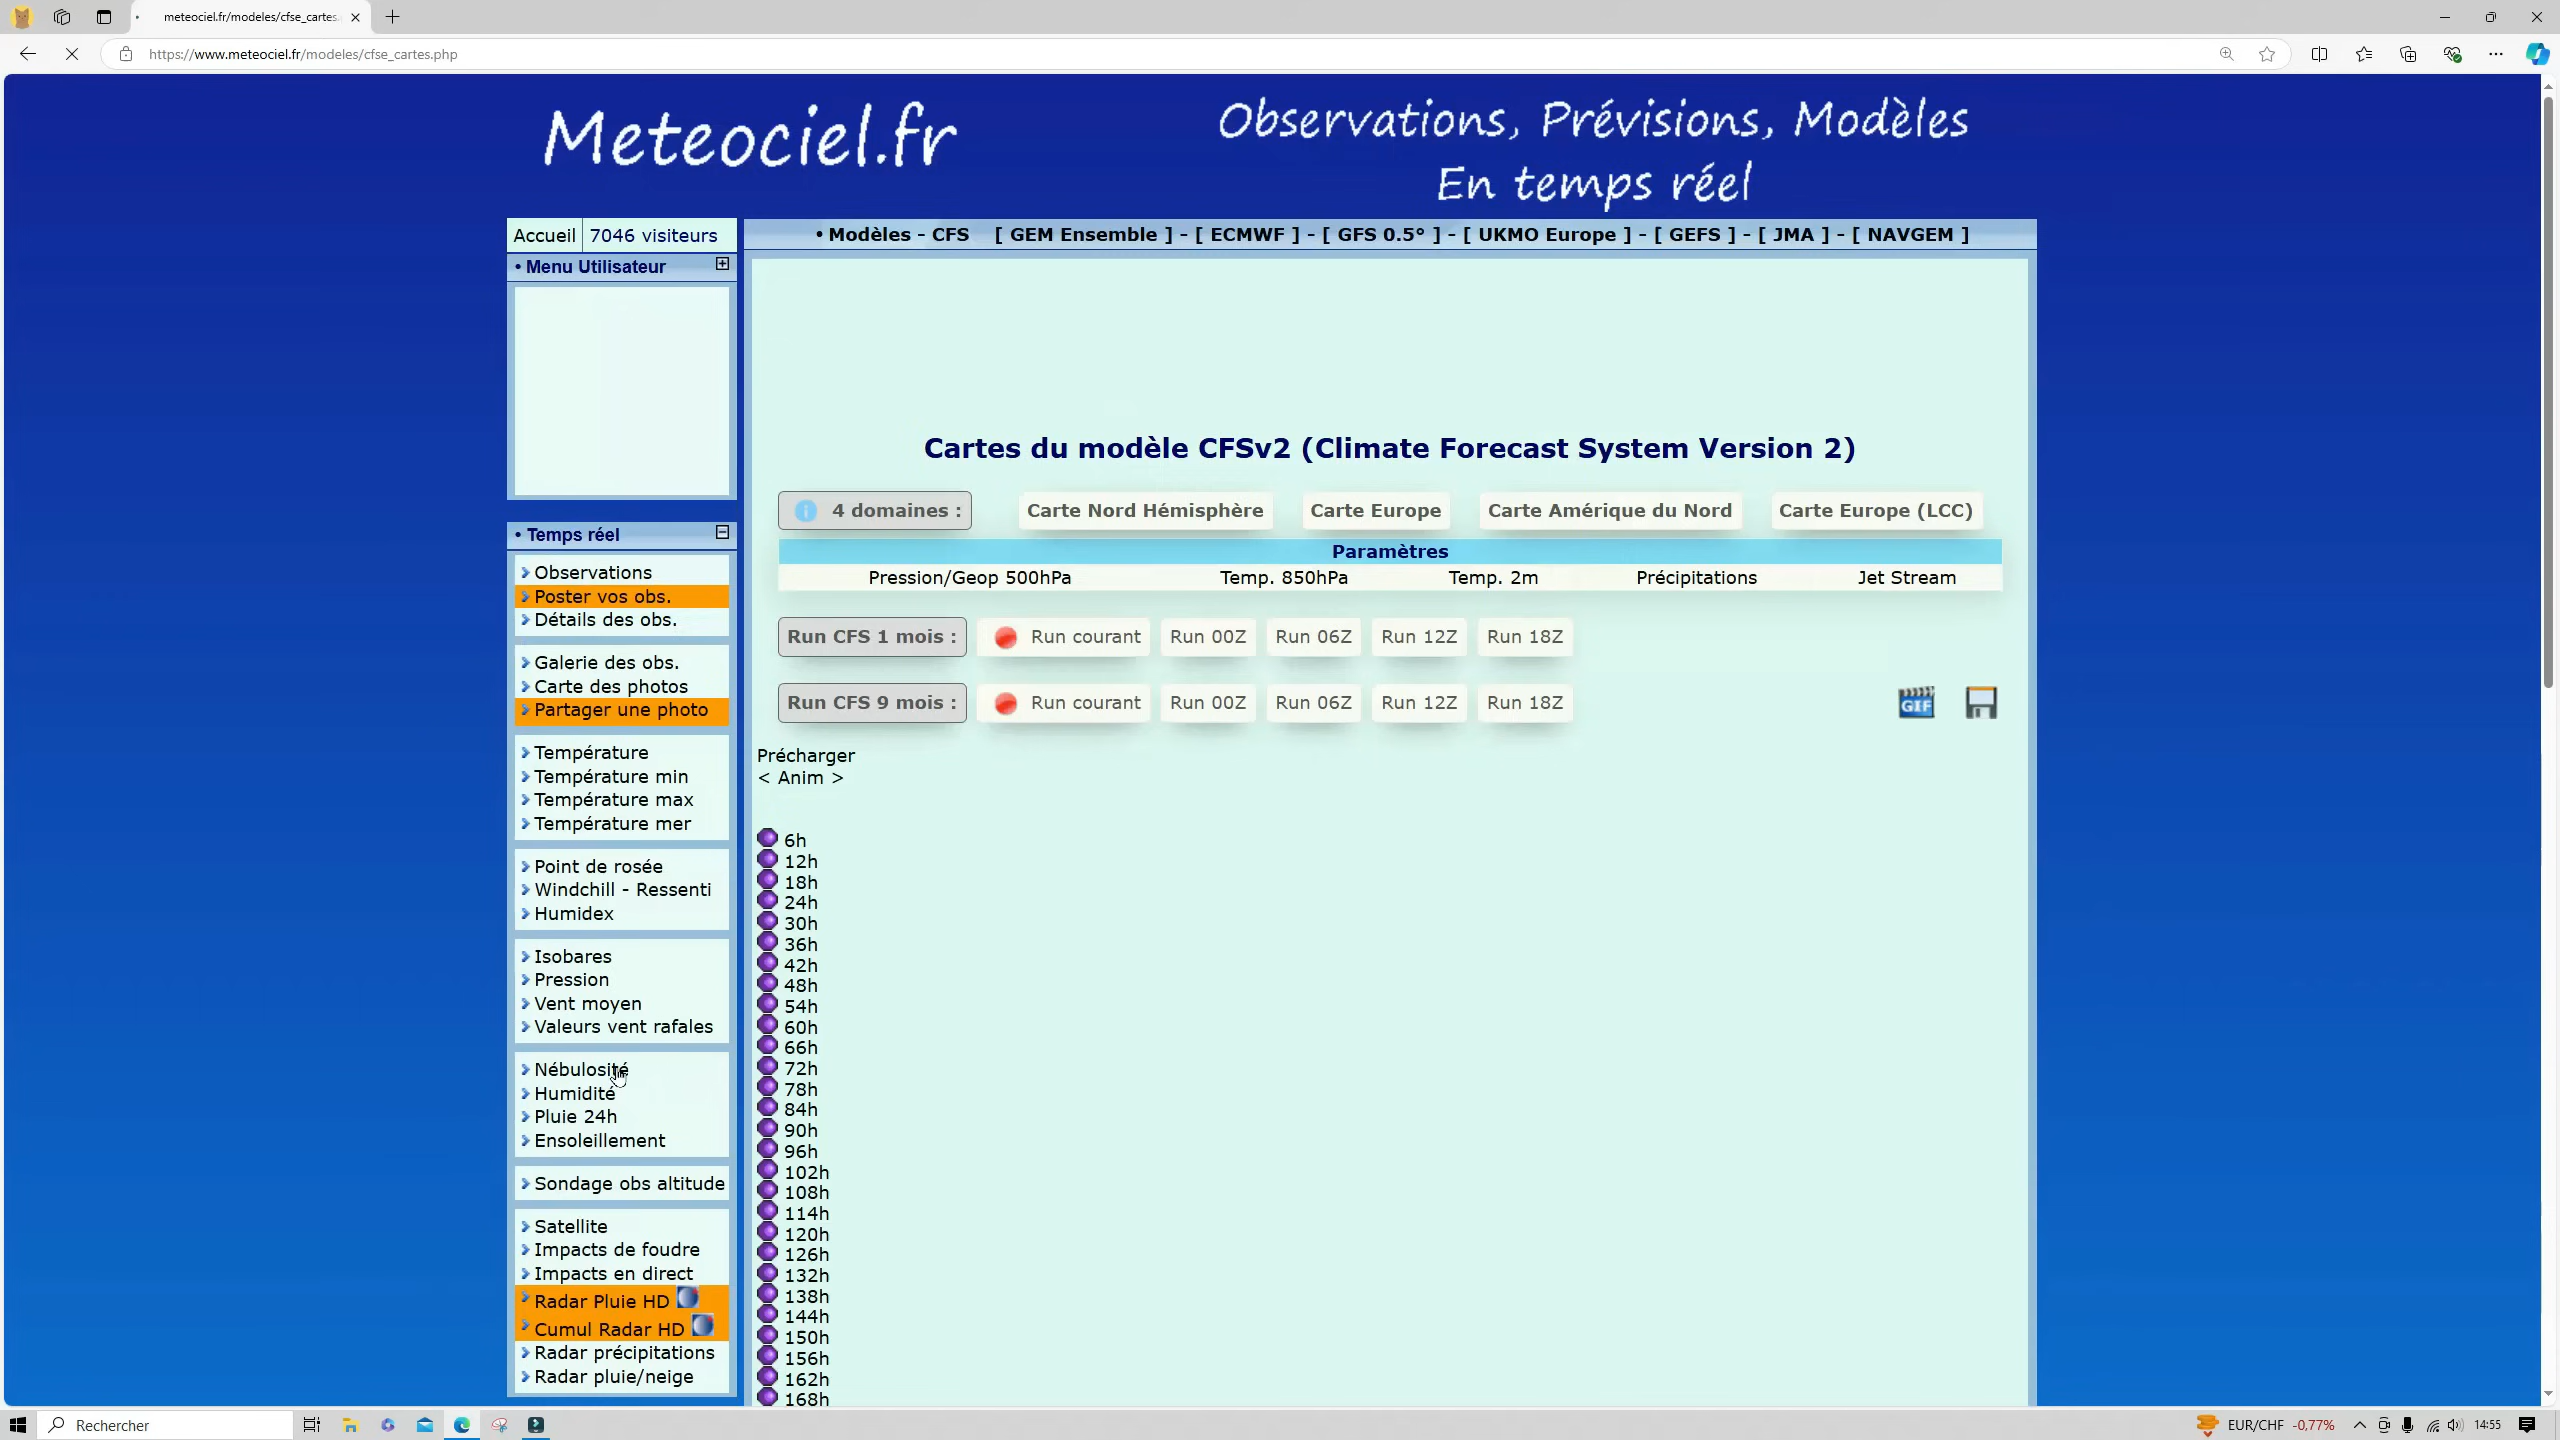 meteociel.fr/modeles/cfse_cartes.
https://www.meteociel.fr/modeles/cfse_cartes.php
Meteociel.fr
Observations, Prévisions, Modèles
En temps réel
Accueil
7046 visiteurs
• Menu Utilisateur
• Modèles - CFS [ GEM Ensemble ] - [ ECMWF ] - [ GFS 0.5° ] - [ UKMO Europe ] - [ GEFS ] - [ JMA ] - [ NAVGEM ]
• Temps réel
Observations
Poster vos obs.
Détails des obs.
Galerie des obs.
Carte des photos
Partager une photo
Température
Température min
Température max
Température mer
Point de rosée
Windchill - Ressenti
Humidex
Isobares
Pression
Vent moyen
Valeurs vent rafales
Nébulosité
Humidité
Pluie 24h
Ensoleillement
Sondage obs altitude
Satellite
Impacts de foudre
Impacts en direct
Radar Pluie HD
Cumul Radar HD
Radar précipitations
Radar pluie/neige
Cartes du modèle CFSv2 (Climate Forecast System Version 2)
4 domaines :
Carte Nord Hémisphère
Carte Europe
Carte Amérique du Nord
Carte Europe (LCC)
Paramètres
Pression/Geop 500hPa
Temp. 850hPa
Temp. 2m
Précipitations
Jet Stream
Run CFS 1 mois :
Run courant
Run 00Z
Run 06Z
Run 12Z
Run 18Z
Run CFS 9 mois :
Run courant
Run 00Z
Run 06Z
Run 12Z
Run 18Z
GIF
Précharger
< Anim >
6h
12h
18h
24h
30h
36h
42h
48h
54h
60h
66h
72h
78h
84h
90h
96h
102h
108h
114h
120h
126h
132h
138h
144h
150h
156h
162h
168h
Rechercher
EUR/CHF -0,77%
14:55